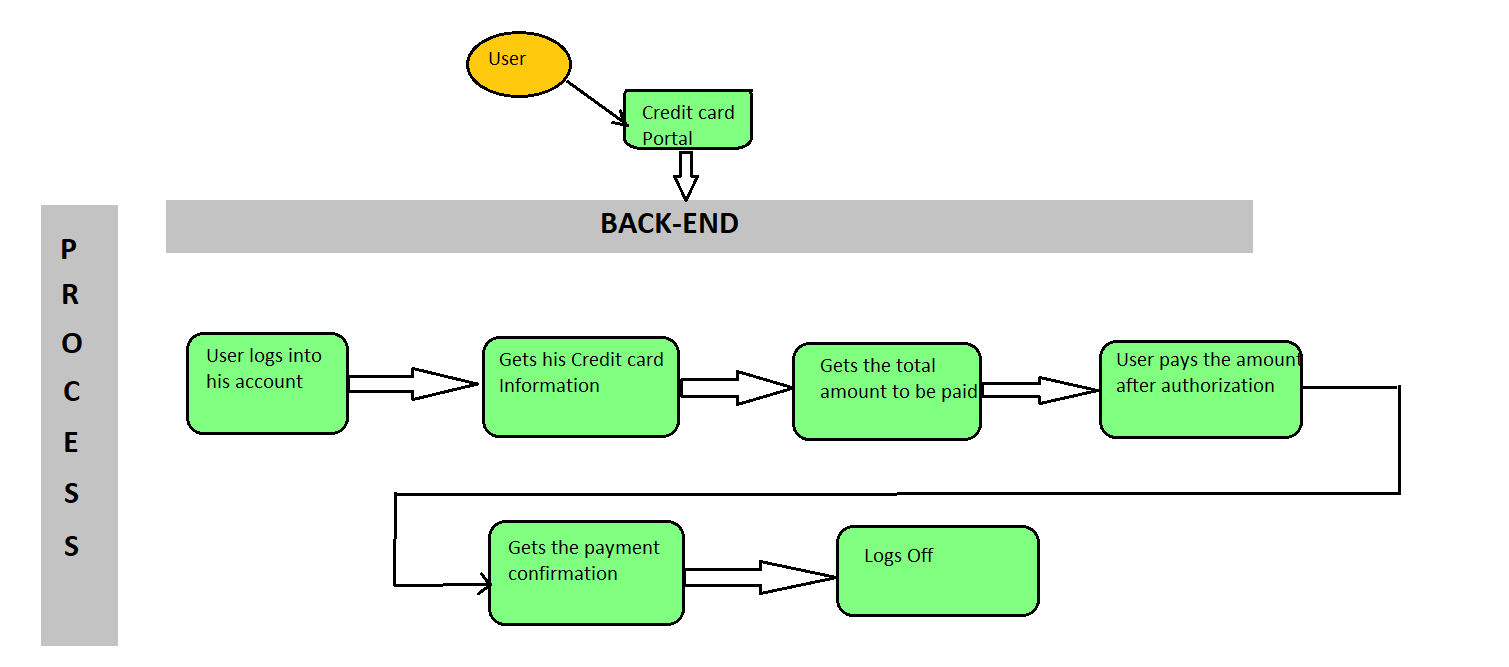 User
Credit card
Portal
BACK-END
P
R
O
C
E
S
S
User logs into
his account
Gets his Credit card
Information
Gets the total
amount to be paid
User pays the amount
after authorization
Gets the payment
confirmation
Logs Off